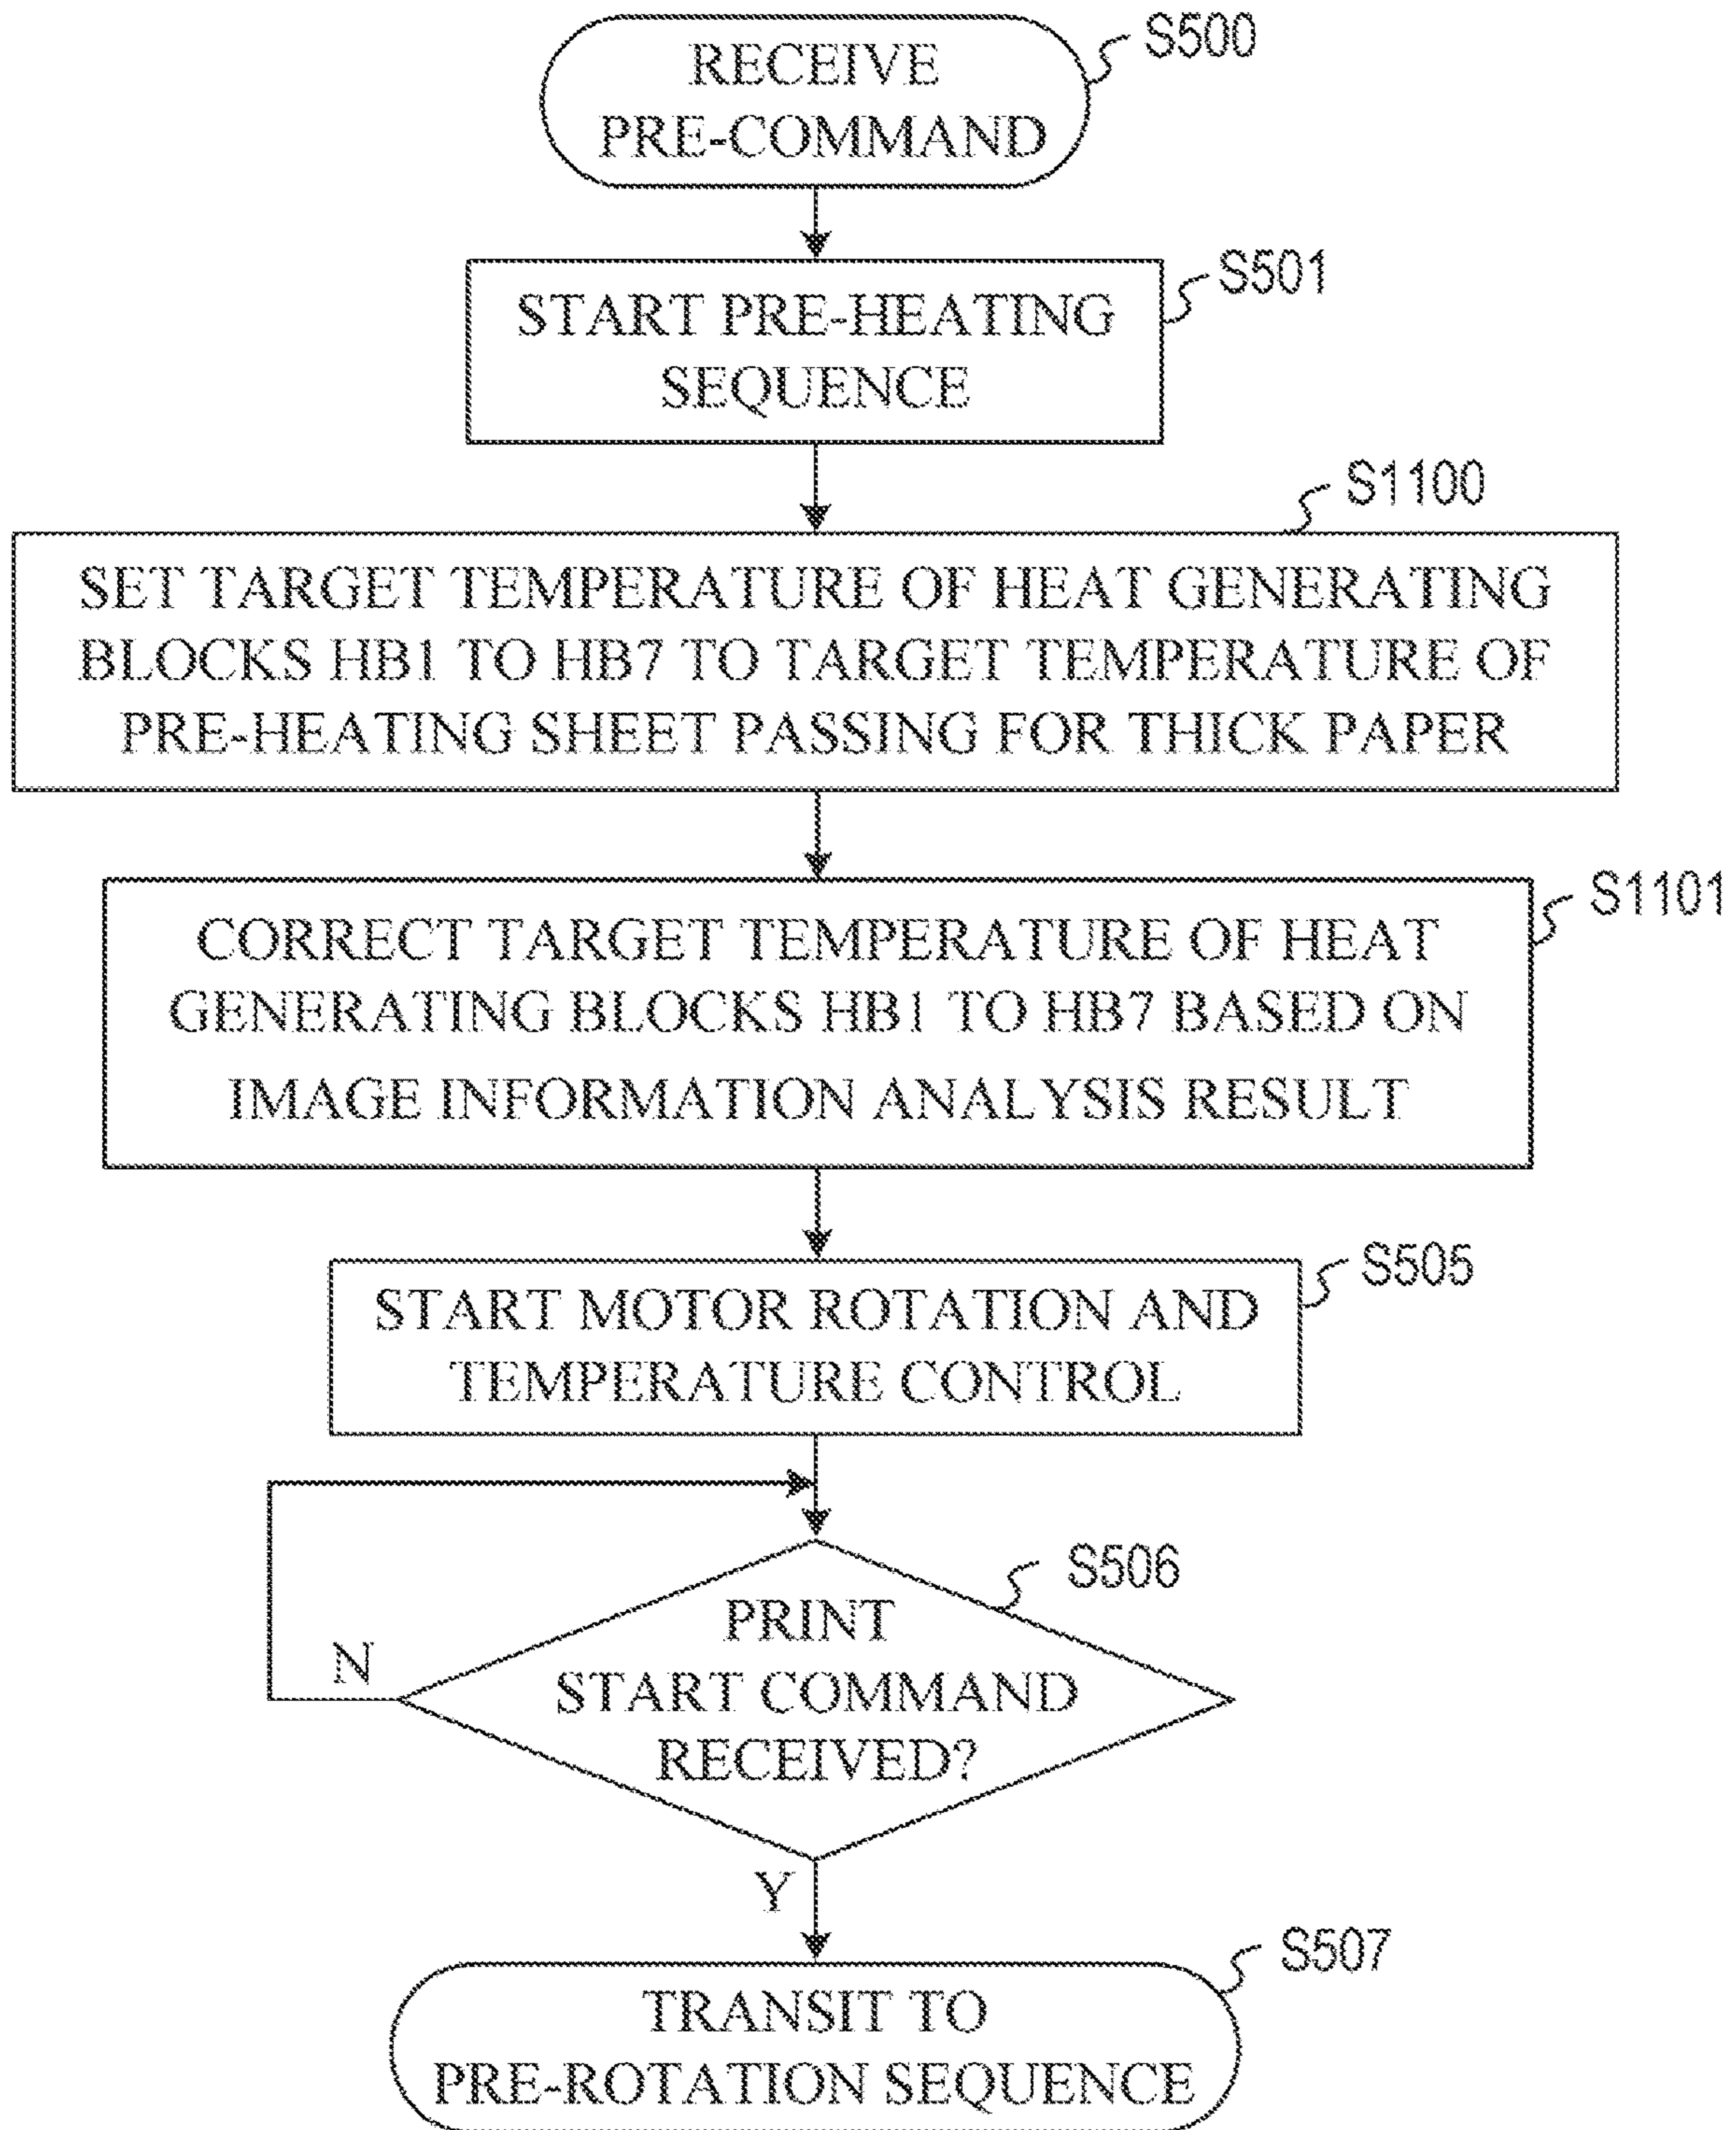 S500
RECEIVE
PRE-COMMAND
S501
START PRE-HEATING
SEQUENCE
S1100
SET TARGET TEMPERATURE OF HEAT GENERATING
BLOCKS HB1 TO HB7 TO TARGET TEMPERATURE OF
PRE-HEATING SHEET PASSING FOR THICK PAPER
S1101
CORRECT TARGET TEMPERATURE OF HEAT
GENERATING BLOCKS HB1 TO HB7 BASED ON
IMAGE INFORMATION ANALYSIS RESULT
S505
START MOTOR ROTATION AND
TEMPERATURE CONTROL
S506
PRINT
START COMMAND
RECEIVED?
N
Y
S507
TRANSIT TO
PRE-ROTATION SEQUENCE